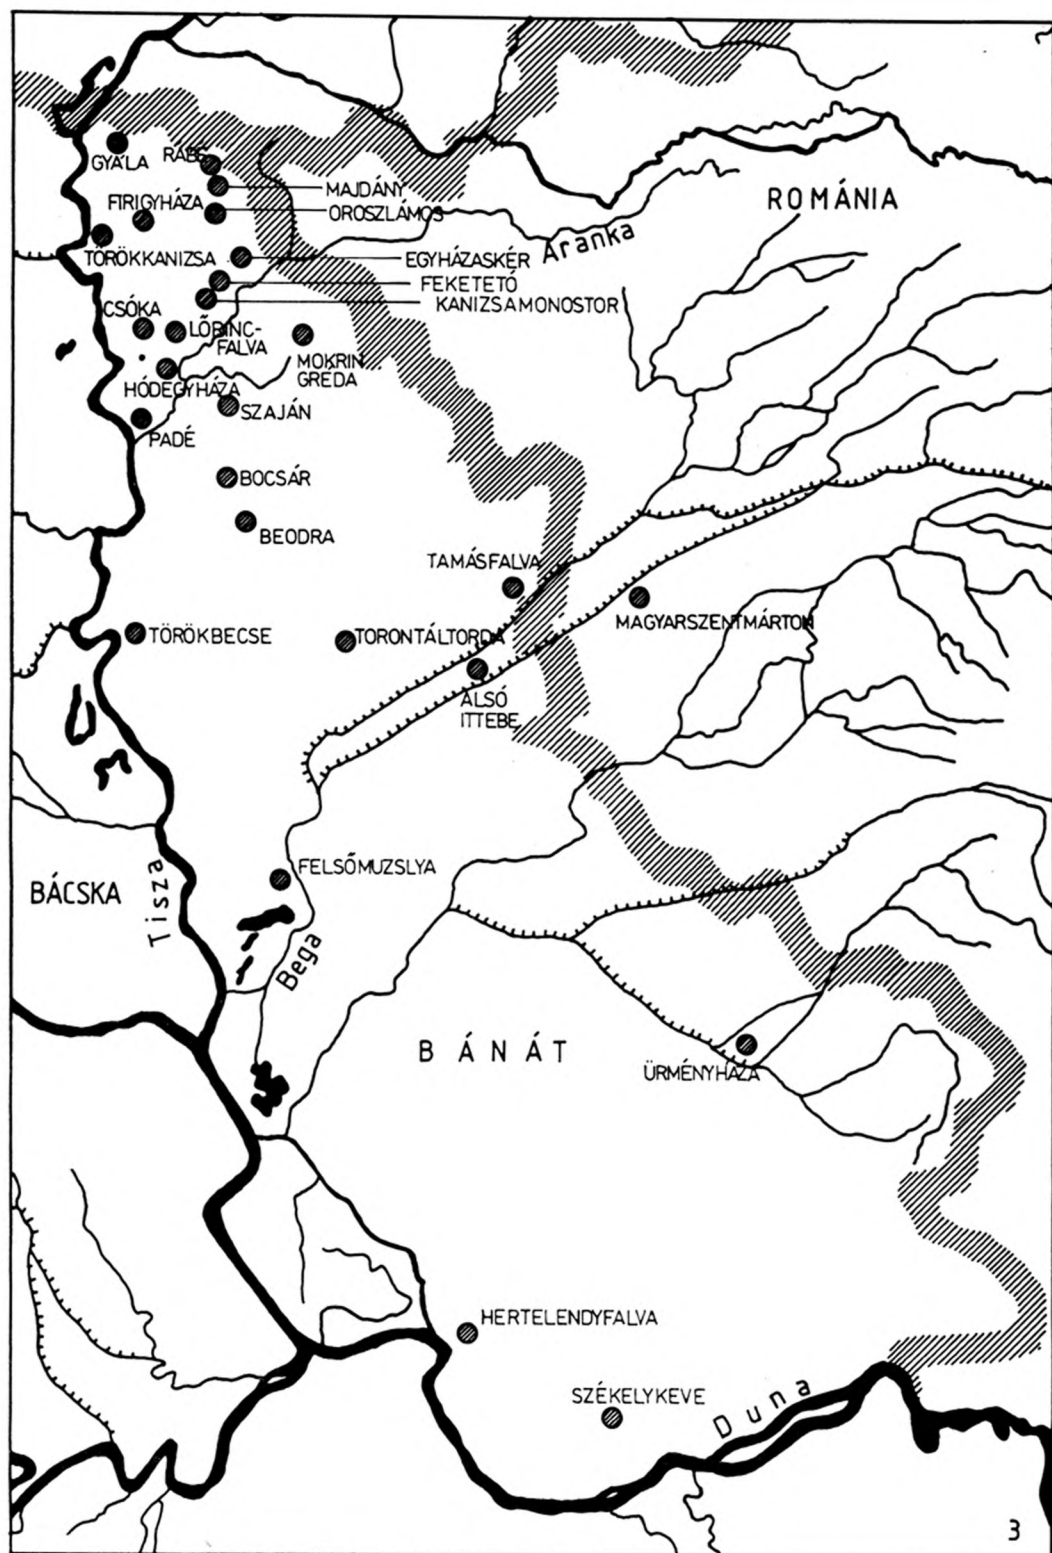 GYÁLA
RÁBÉ
MAJDÁNY
FIRIGYHÁZA
OROSZLÁMOS
ROMÁNIA
Aranka
TÖRÖKKANIZSA
EGYHÁZASKÉR
FEKETETÓ
KANIZSAMONOSTOR
CSÓKA
LŐRINC-
FALVA
MOKRIN
GRÉDA
HÓDEGYHÁZA
SZAJÁN
PADÉ
BOCSÁR
BEODRA
TAMÁSFALVA
MAGYARSZENTMÁRTON
TÖRÖKBECSE
TORONTÁLTORDA
ALSÓ
ITTEBE
FELSŐMUZSLYA
BÁCSKA
Tisza
Bega
BÁNÁT
ÜRMÉNYHÁZA
HERTELENDYFALVA
SZÉKELYKEVE
Duna
3